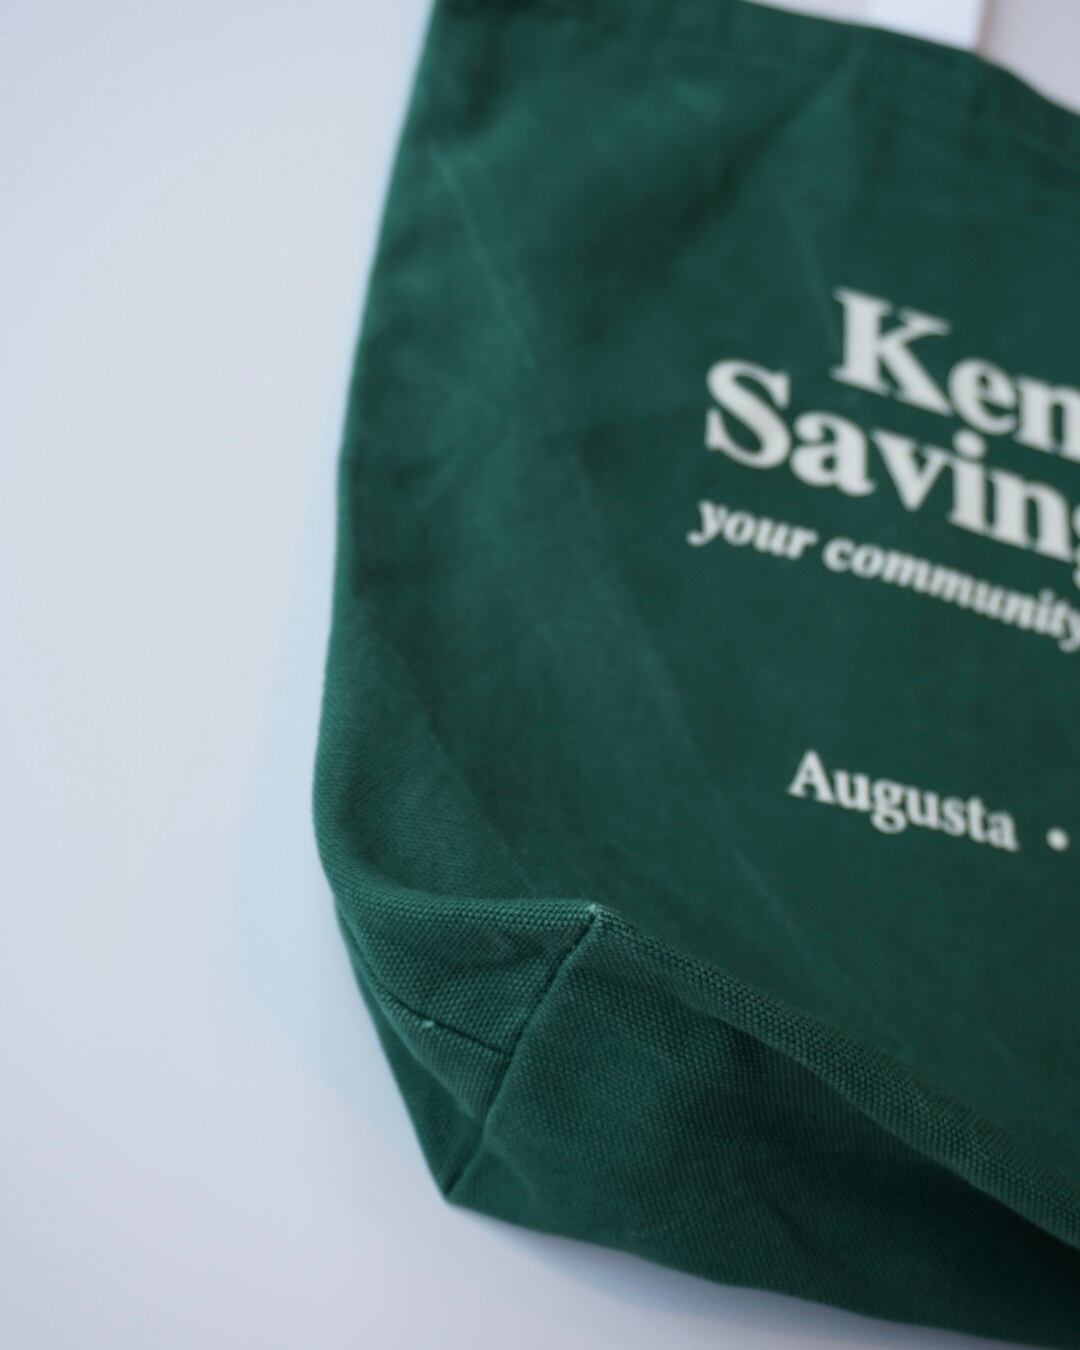 Ken
Saving
your community
Augusta •